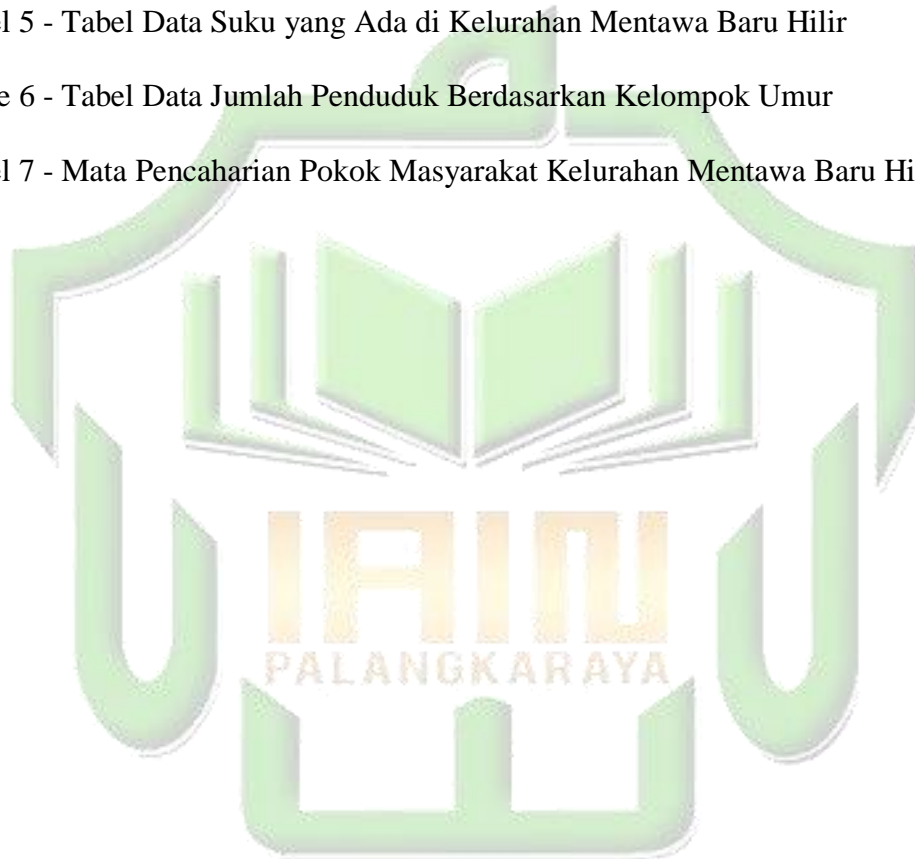 el 5 - Tabel Data Suku yang Ada di Kelurahan Mentawa Baru Hilir
e 6 - Tabel Data Jumlah Penduduk Berdasarkan Kelompok Umur
el 7 - Mata Pencaharian Pokok Masyarakat Kelurahan Mentawa Baru Hi
IAIN
PALANGKARAYA